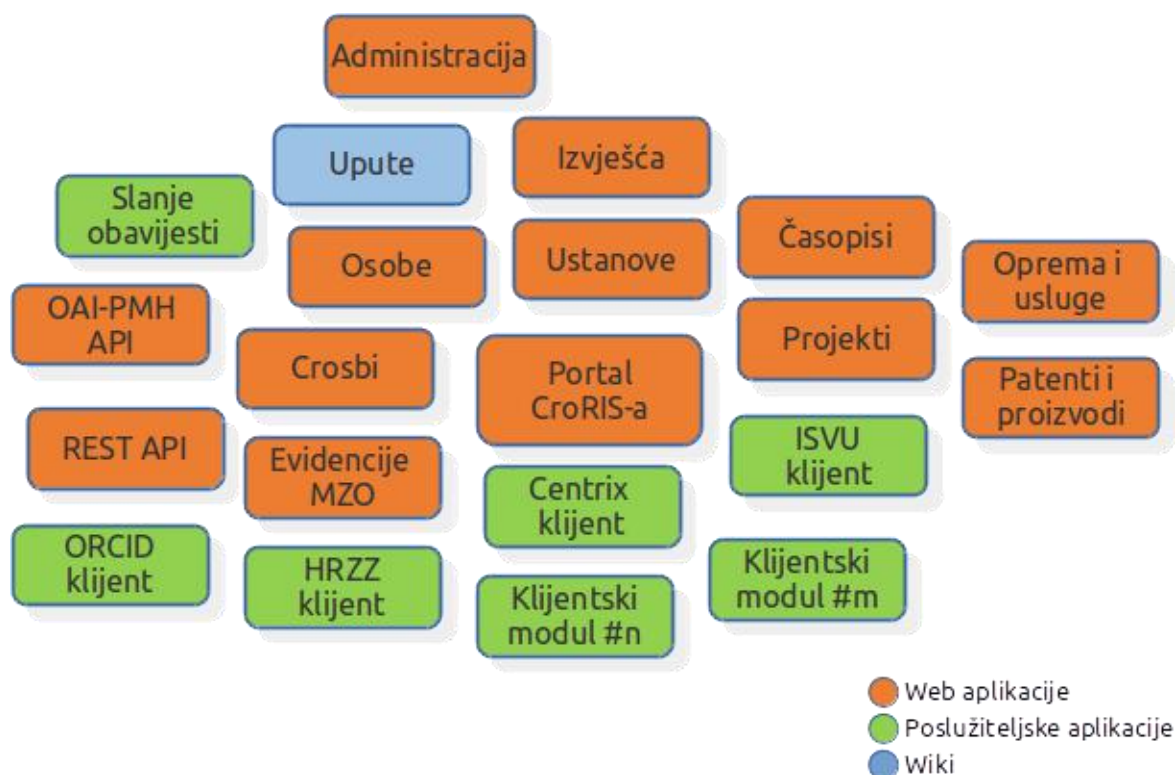 Administracija
Upute
Izvješća
Slanje
obavijesti
Osobe
Ustanove
Časopisi
Oprema i
usluge
OAI-PMH
API
Crosbi
Portal
CroRIS-a
Projekti
Patenti i
proizvodi
REST API
Evidencije
MZO
Centrix
klijent
ISVU
klijent
ORCID
klijent
HRZZ
klijent
Klijentski
modul #n
Klijentski
modul #m
Web aplikacije
Poslužiteljske aplikacije
Wiki